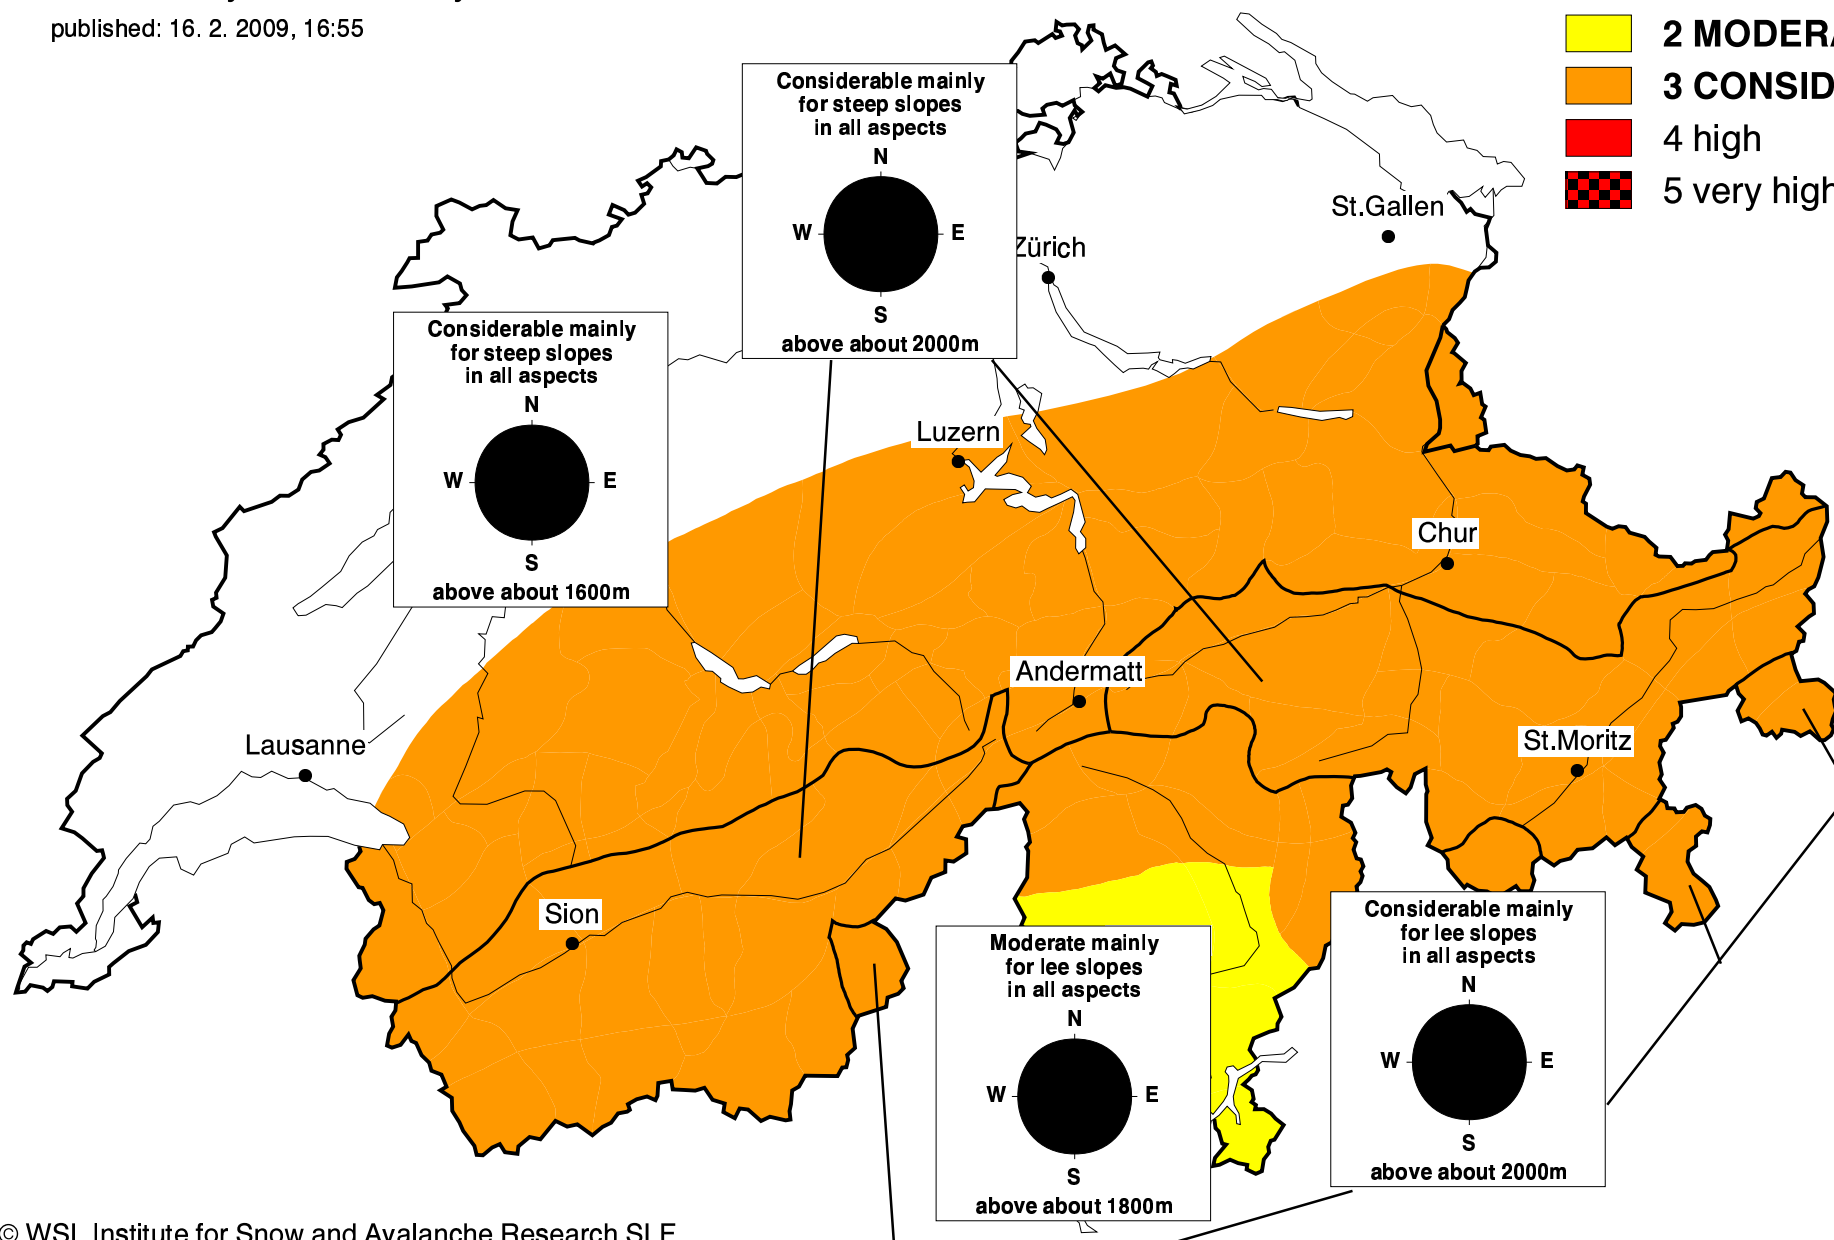 published: 16. 2. 2009, 16:55
2 MODERA
3 CONSID
4 high
5 very high
Considerable mainly
for steep slopes
in all aspects
N
W
E
S
above about 2000m
St.Gallen
Zürich
Considerable mainly
for steep slopes
in all aspects
N
W
E
S
above about 1600m
Luzern
Chur
Andermatt
Lausanne
St.Moritz
Sion
Considerable mainly
for lee slopes
in all aspects
N
W
E
S
above about 2000m
Moderate mainly
for lee slopes
in all aspects
N
W
E
S
above about 1800m
© WSL Institute for Snow and Avalanche Research SLF